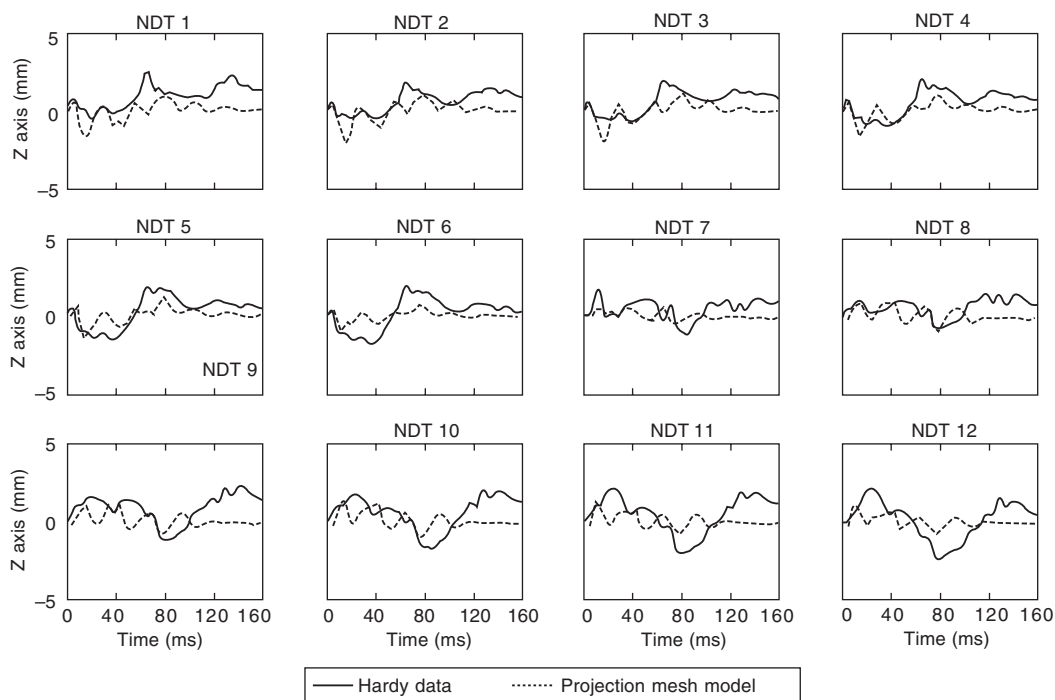 NDT 1 NDT 2 NDT 3 NDT 4
5
0
−5
Z axis (mm)
NDT 5 NDT 6 NDT 7 NDT 8
5
0
−5
Z axis (mm)
NDT 9
NDT 10 NDT 11 NDT 12
5
0
−5
Z axis (mm)
0 40 80 120 160 0 40 80 120 160 0 40 80 120 160 0 40 80 120 160
Time (ms) Time (ms) Time (ms) Time (ms)
Hardy data Projection mesh model